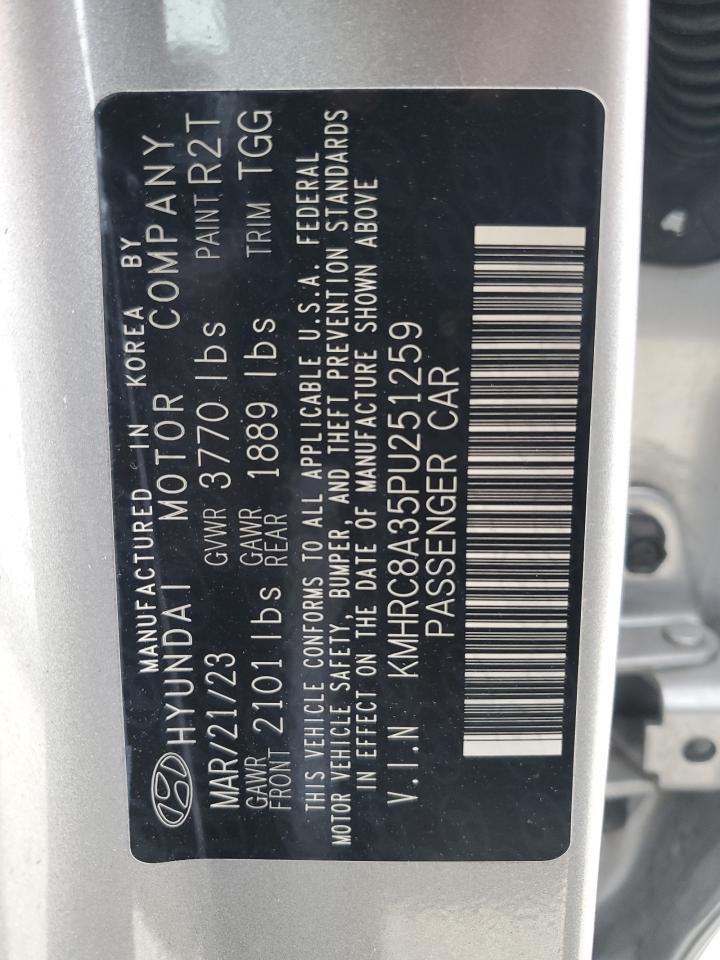 MANUFACTURED IN KOREA BY
HYUNDAI MOTOR COMPANY
MAR/21/23 GVWR 3770 lbs PAINT R2T
GAWR FRONT 2101 lbs GAWR REAR 1889 lbs TRIM TGG
THIS VEHICLE CONFORMS TO ALL APPLICABLE U.S.A. FEDERAL
MOTOR VEHICLE SAFETY, BUMPER, AND THEFT PREVENTION STANDARDS
IN EFFECT ON THE DATE OF MANUFACTURE SHOWN ABOVE
V.I.N KMHRC8A35PU251259
PASSENGER CAR